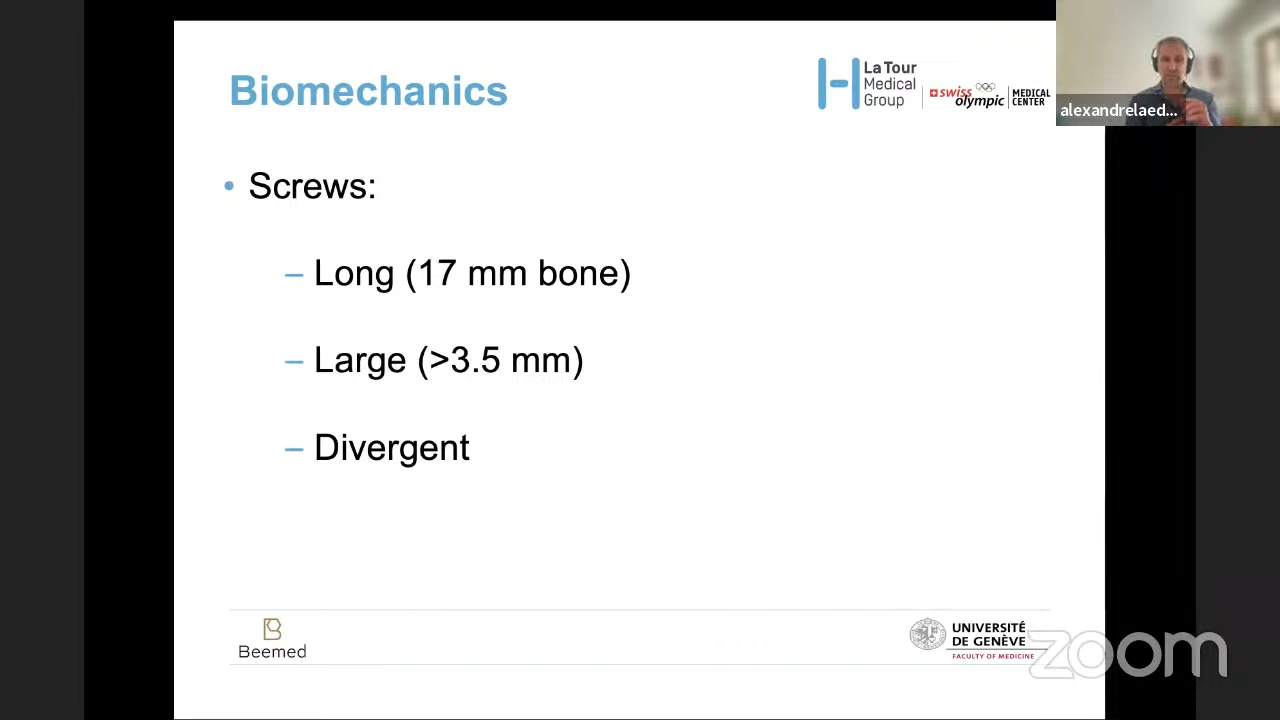 Biomechanics
La Tour
Medical
Group
swiss
olympic
MEDICAL
CENTER
alexandrelaed...
• Screws:
– Long (17 mm bone)
– Large (>3.5 mm)
– Divergent
Beemed
UNIVERSITÉ
DE GENÈVE
FACULTY OF MEDICINE
zoom